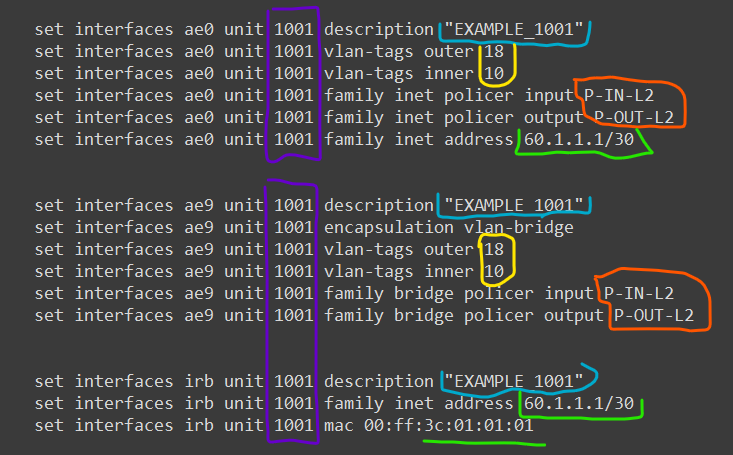 set interfaces ae0 unit 1001 description "EXAMPLE_1001"
set interfaces ae0 unit 1001 vlan-tags outer 18
set interfaces ae0 unit 1001 vlan-tags inner 10
set interfaces ae0 unit 1001 family inet policer input P-IN-L2
set interfaces ae0 unit 1001 family inet policer output P-OUT-L2
set interfaces ae0 unit 1001 family inet address 60.1.1.1/30
set interfaces ae9 unit 1001 description "EXAMPLE_1001"
set interfaces ae9 unit 1001 encapsulation vlan-bridge
set interfaces ae9 unit 1001 vlan-tags outer 18
set interfaces ae9 unit 1001 vlan-tags inner 10
set interfaces ae9 unit 1001 family bridge policer input P-IN-L2
set interfaces ae9 unit 1001 family bridge policer output P-OUT-L2
set interfaces irb unit 1001 description "EXAMPLE_1001"
set interfaces irb unit 1001 family inet address 60.1.1.1/30
set interfaces irb unit 1001 mac 00:ff:3c:01:01:01